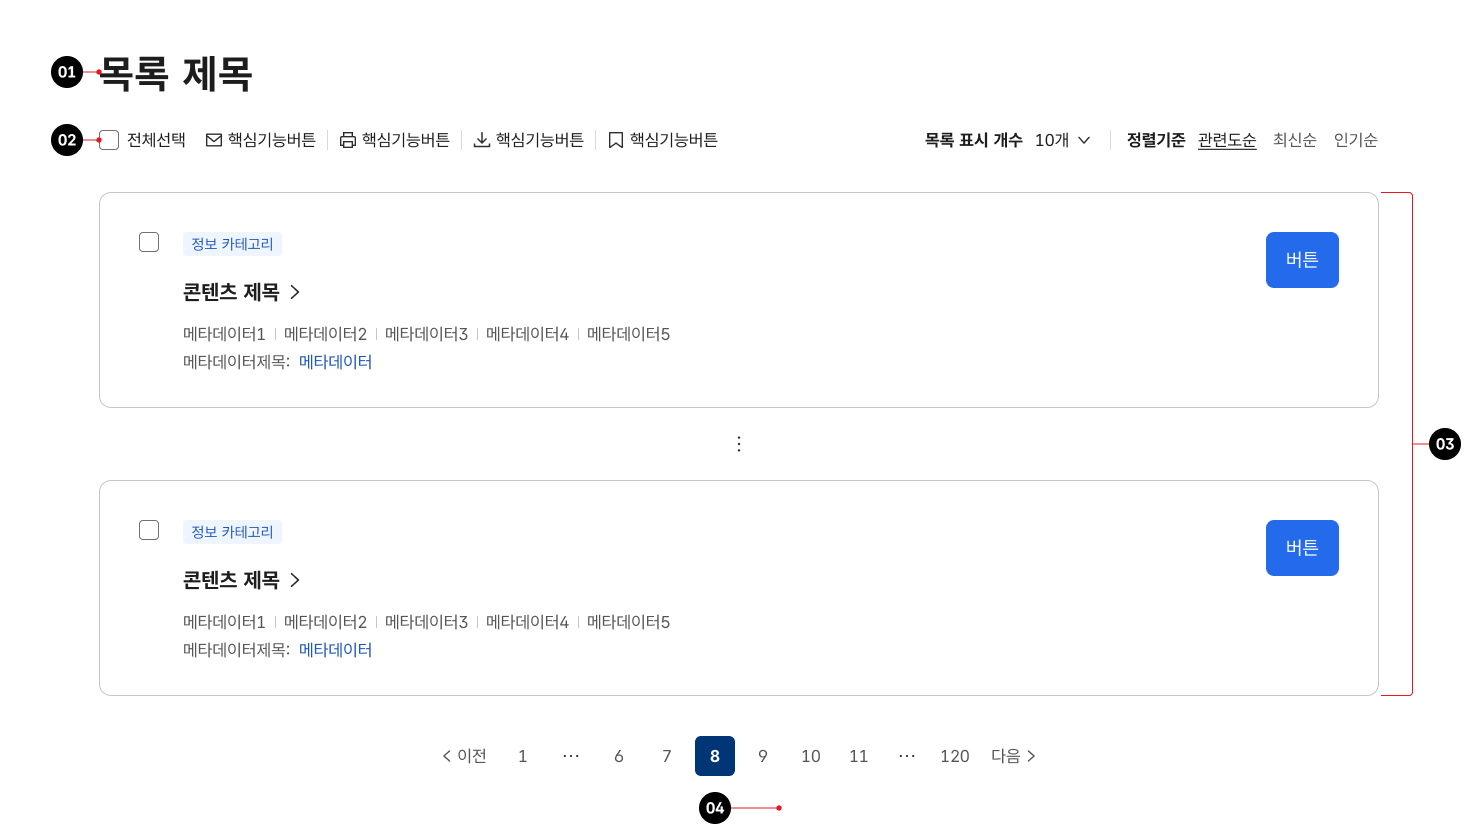 01 목록 제목
02 전체선택 핵심기능버튼 핵심기능버튼 핵심기능버튼 핵심기능버튼 목록 표시 개수 10개 정렬기준 관련도순 최신순 인기순
정보 카테고리 버튼
콘텐츠 제목
메타데이터1 메타데이터2 메타데이터3 메타데이터4 메타데이터5
메타데이터제목: 메타데이터
⋮ 03
정보 카테고리 버튼
콘텐츠 제목
메타데이터1 메타데이터2 메타데이터3 메타데이터4 메타데이터5
메타데이터제목: 메타데이터
이전 1 ··· 6 7 8 9 10 11 ··· 120 다음
04